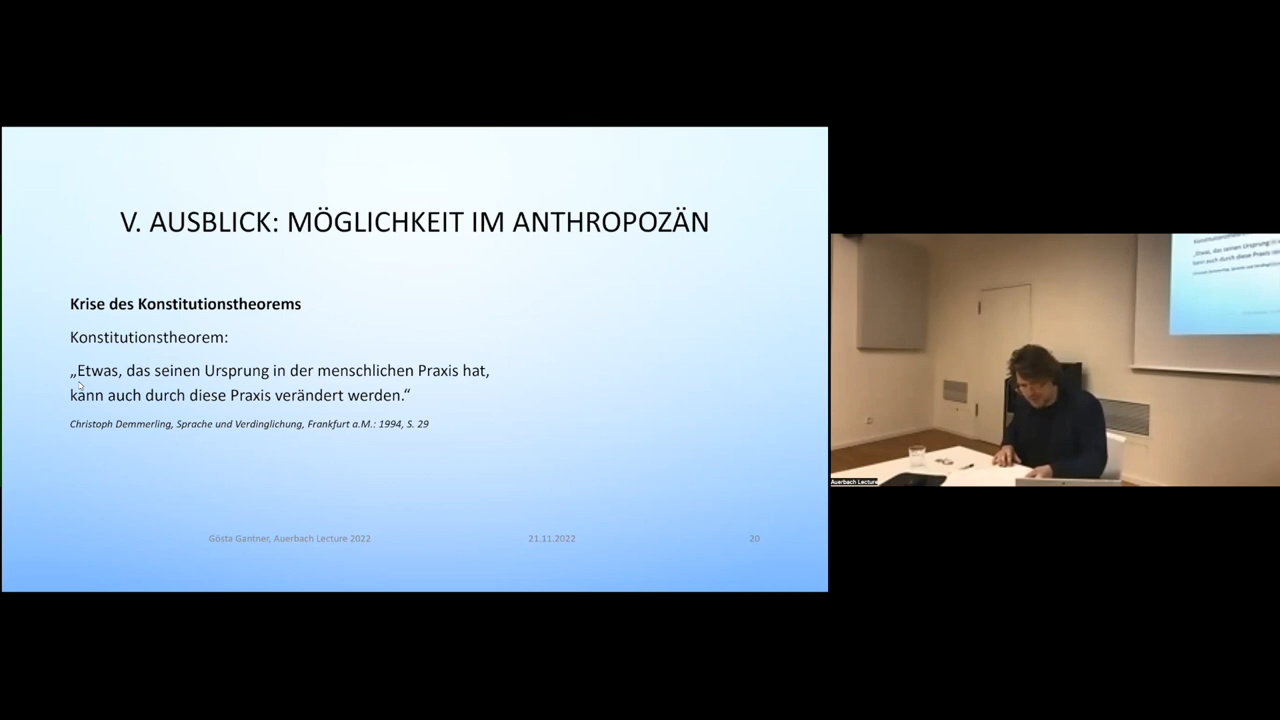 V. AUSBLICK: MÖGLICHKEIT IM ANTHROPOZÄN
Krise des Konstitutionstheorems
Konstitutionstheorem:
„Etwas, das seinen Ursprung in der menschlichen Praxis hat,
kann auch durch diese Praxis verändert werden.“
Christoph Demmerling, Sprache und Verdinglichung, Frankfurt a.M.: 1994, S. 29
Gösta Gantner, Auerbach Lecture 2022
21.11.2022
20
Auerbach Lecture